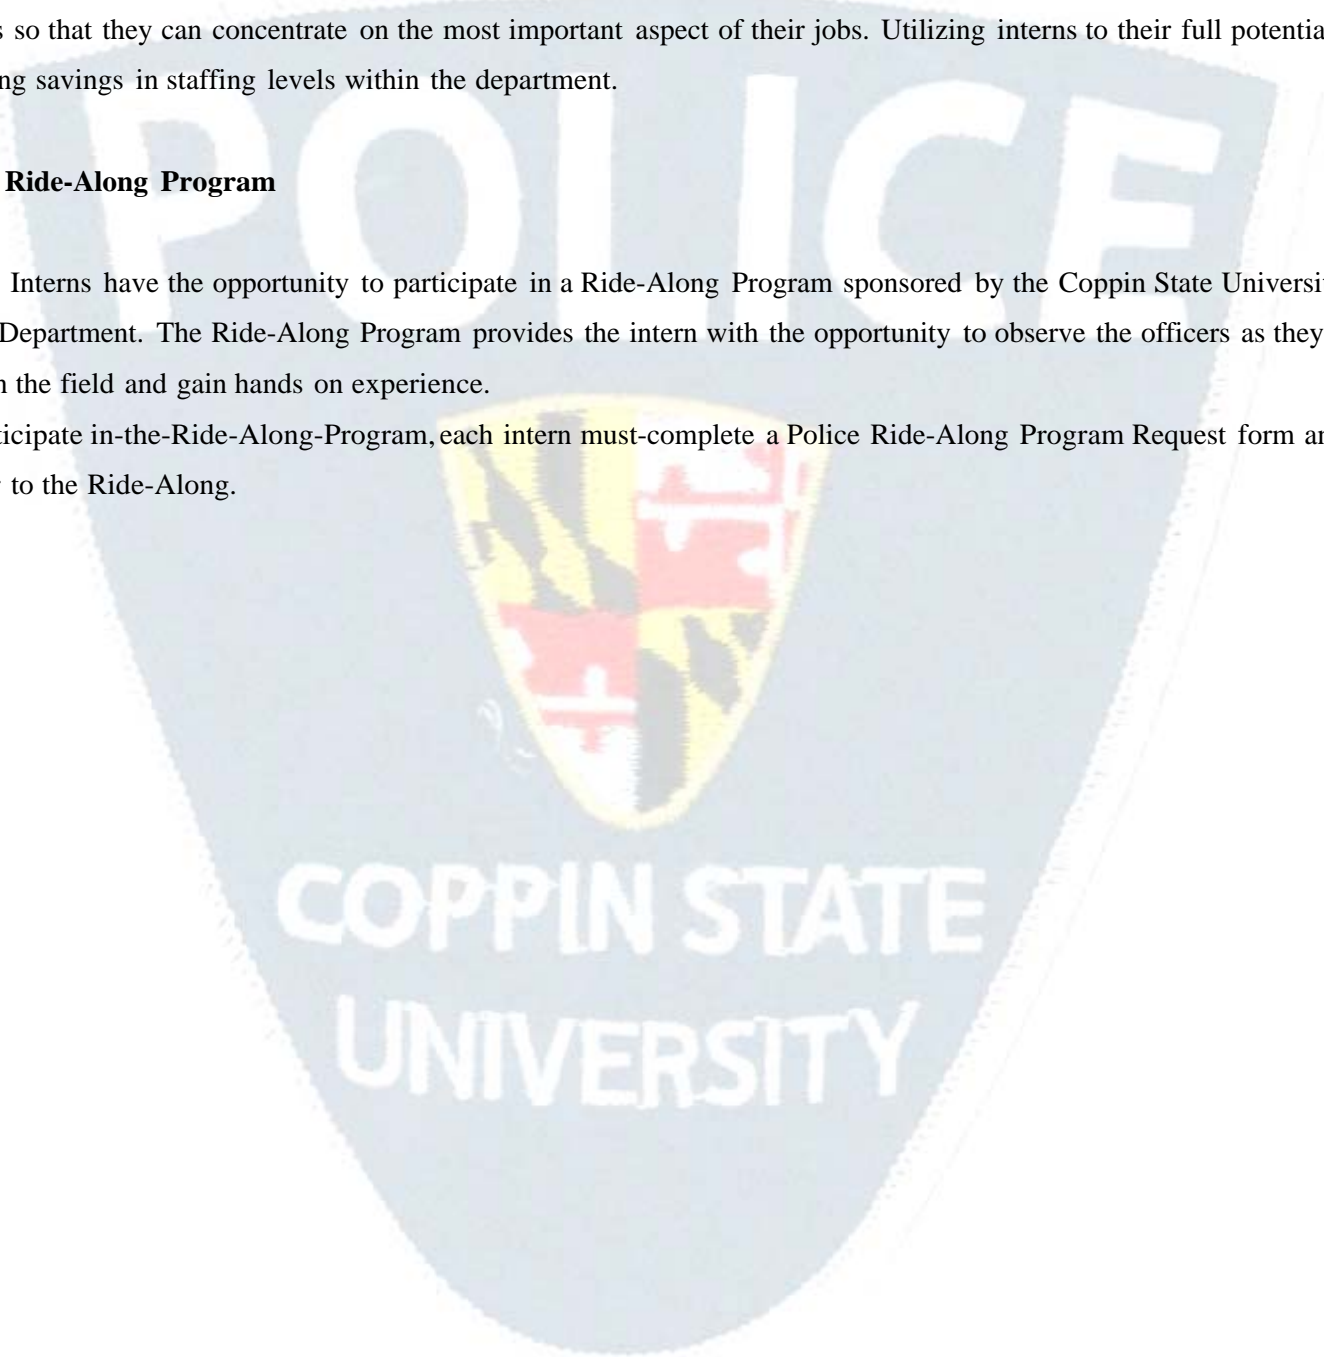 s so that they can concentrate on the most important aspect of their jobs. Utilizing interns to their full potentia
ng savings in staffing levels within the department.
Ride-Along Program
Interns have the opportunity to participate in a Ride-Along Program sponsored by the Coppin State Universit
Department. The Ride-Along Program provides the intern with the opportunity to observe the officers as they
n the field and gain hands on experience.
ticipate in-the-Ride-Along-Program, each intern must-complete a Police Ride-Along Program Request form an
to the Ride-Along.
POLICE
COPPIN STATE
UNIVERSITY